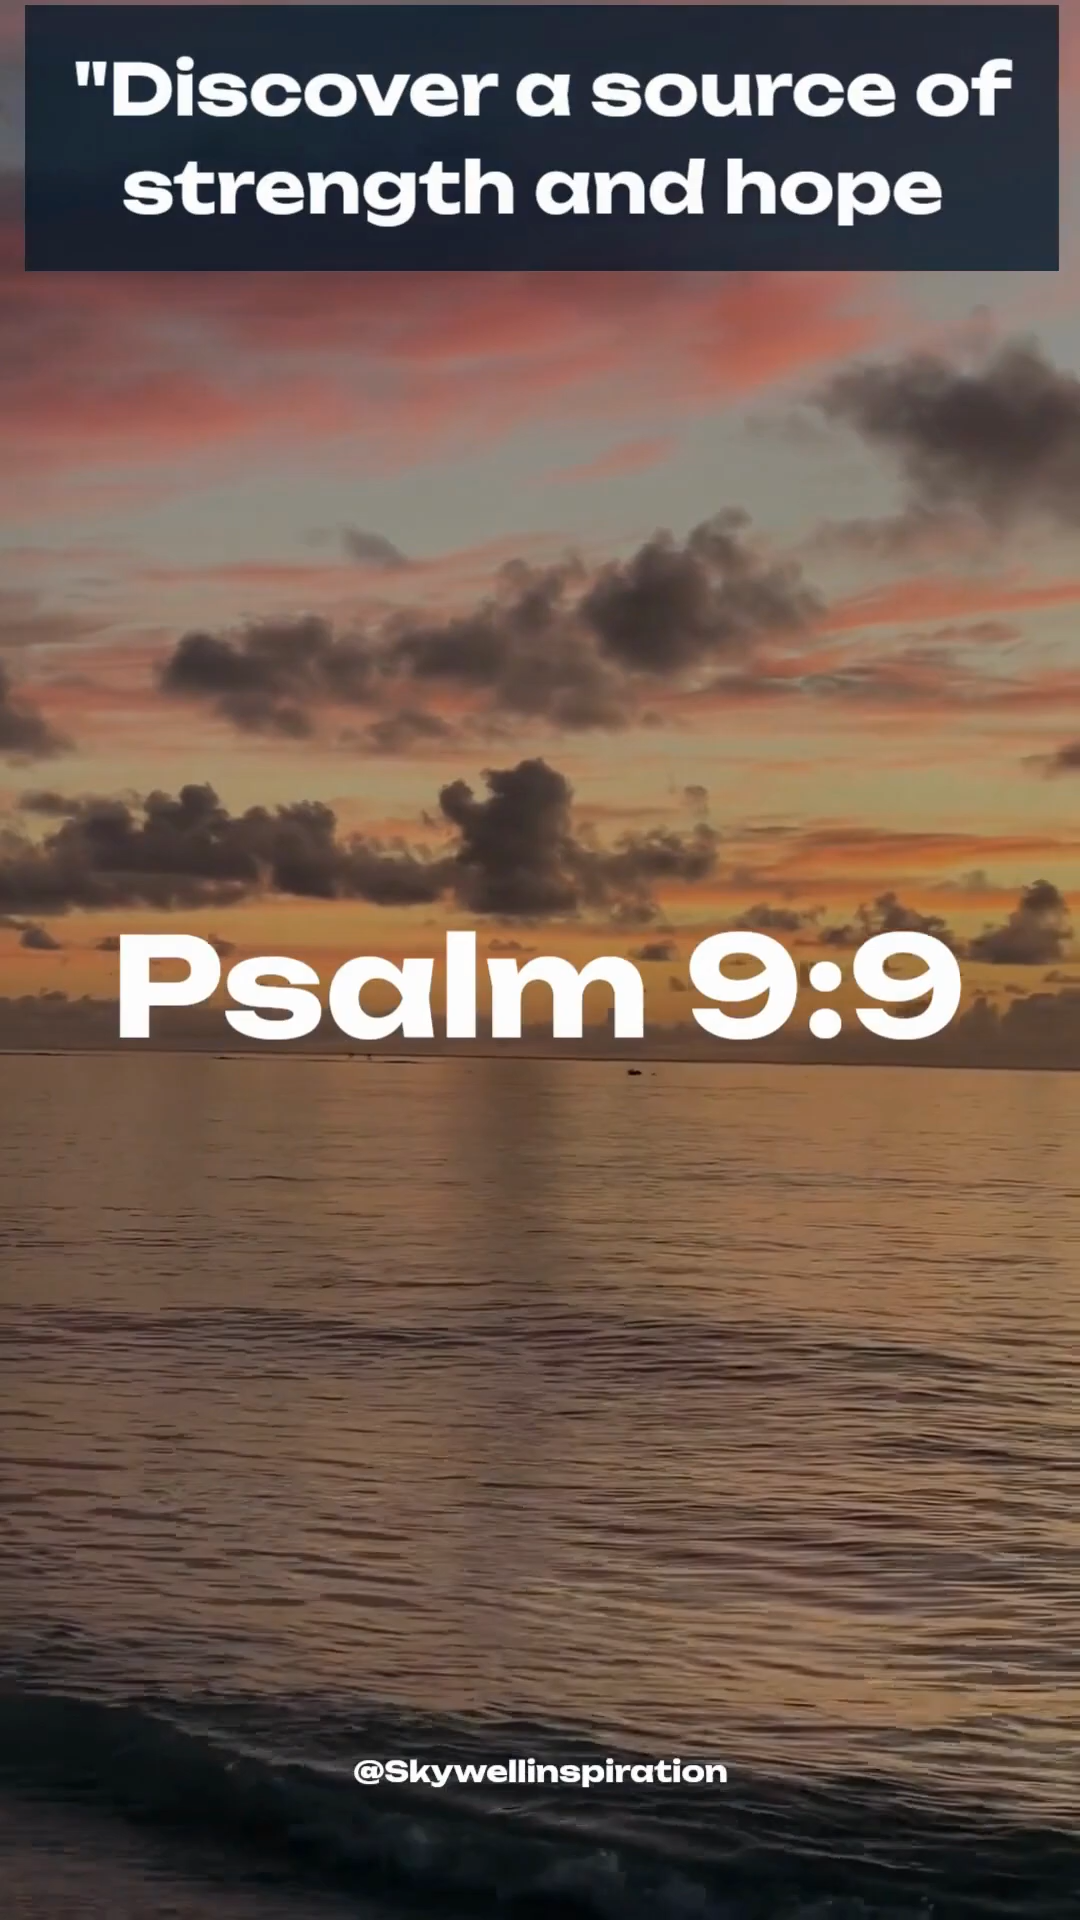 "Discover a source of
strength and hope
Psalm 9:9
@Skywellinspiration